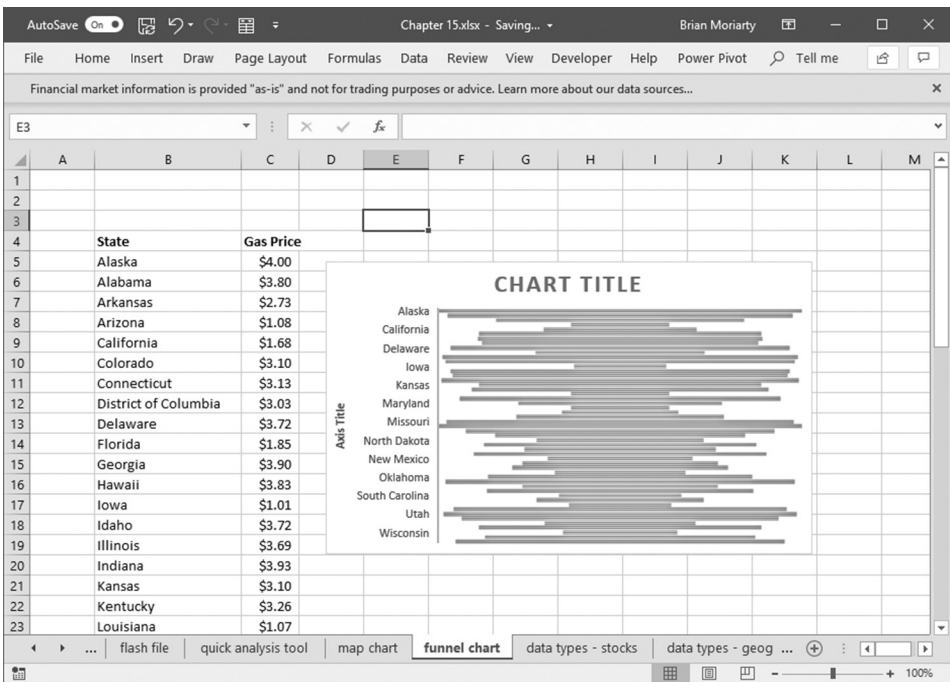 AutoSave On Chapter 15.xlsx - Saving... Brian Moriarty
File Home Insert Draw Page Layout Formulas Data Review View Developer Help Power Pivot Tell me
Financial market information is provided "as-is" and not for trading purposes or advice. Learn more about our data sources...
E3 fx
A B C D E F G H I J K L M
1
2
3
4 State Gas Price
5 Alaska $4.00
6 Alabama $3.80
7 Arkansas $2.73
8 Arizona $1.08
9 California $1.68
10 Colorado $3.10
11 Connecticut $3.13
12 District of Columbia $3.03
13 Delaware $3.72
14 Florida $1.85
15 Georgia $3.90
16 Hawaii $3.83
17 Iowa $1.01
18 Idaho $3.72
19 Illinois $3.69
20 Indiana $3.93
21 Kansas $3.10
22 Kentucky $3.26
23 Louisiana $1.07
CHART TITLE
Axis Title
Alaska
California
Delaware
Iowa
Kansas
Maryland
Missouri
North Dakota
New Mexico
Oklahoma
South Carolina
Utah
Wisconsin
... flash file quick analysis tool map chart funnel chart data types - stocks data types - geog ...
100%